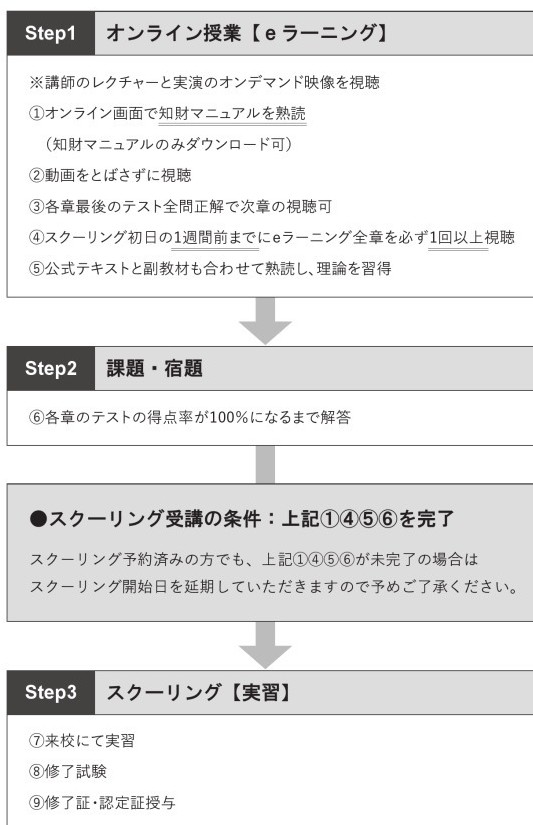 Step1 オンライン授業【eラーニング】
※講師のレクチャーと実演のオンデマンド映像を視聴
①オンライン画面で知財マニュアルを熟読
（知財マニュアルのみダウンロード可）
②動画をとばさずに視聴
③各章最後のテスト全問正解で次章の視聴可
④スクーリング初日の1週間前までにeラーニング全章を必ず1回以上視聴
⑤公式テキストと副教材も合わせて熟読し、理論を習得
Step2 課題・宿題
⑥各章のテストの得点率が100%になるまで解答
●スクーリング受講の条件：上記①④⑤⑥を完了
スクーリング予約済みの方でも、上記①④⑤⑥が未完了の場合は
スクーリング開始日を延期していただきますので予めご了承ください。
Step3 スクーリング【実習】
⑦来校にて実習
⑧修了試験
⑨修了証・認定証授与